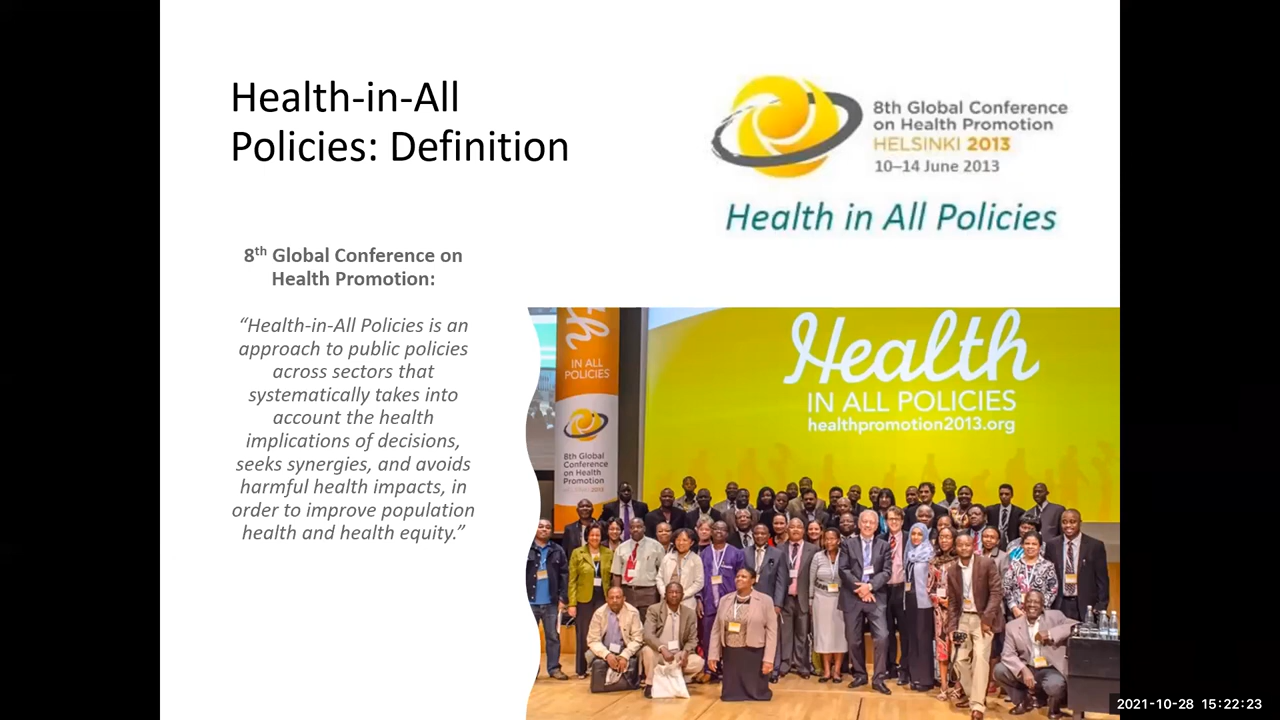 Health-in-All
Policies: Definition
8th Global Conference
on Health Promotion
HELSINKI 2013
10–14 June 2013
Health in All Policies
8th Global Conference on
Health Promotion:
“Health-in-All Policies is an
approach to public policies
across sectors that
systematically takes into
account the health
implications of decisions,
seeks synergies, and avoids
harmful health impacts, in
order to improve population
health and health equity.”
IN ALL
POLICIES
8th Global
Conference
on Health
Promotion
HELSINKI 2013
Health
IN ALL POLICIES
healthpromotion2013.org
2021-10-28 15:22:23